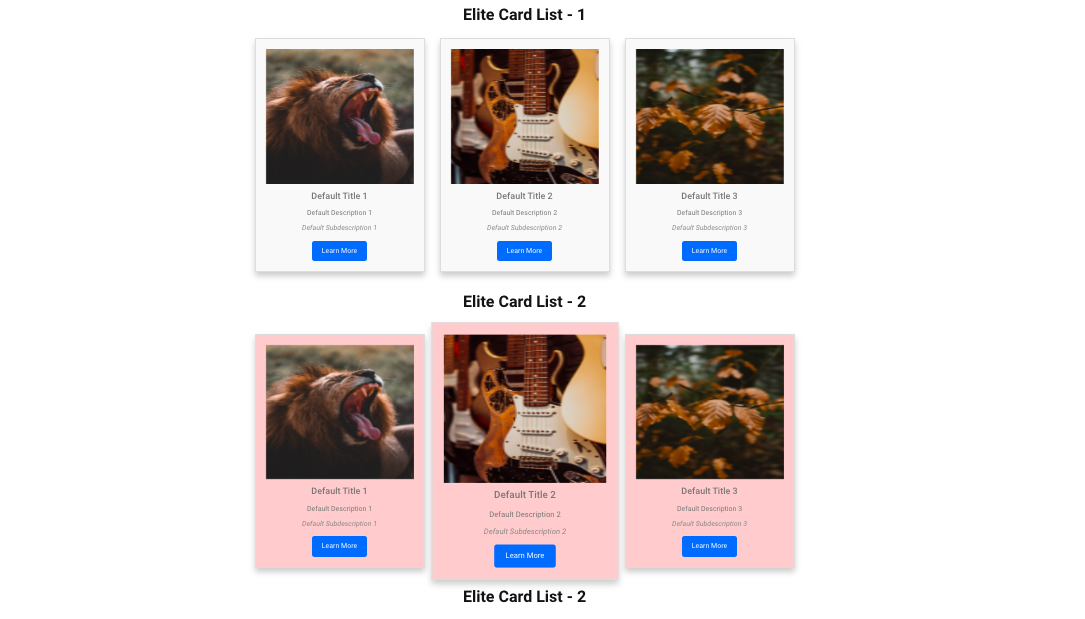 Elite Card List - 1
Default Title 1
Default Description 1
Default Subdescription 1
Learn More
Default Title 2
Default Description 2
Default Subdescription 2
Learn More
Default Title 3
Default Description 3
Default Subdescription 3
Learn More
Elite Card List - 2
Default Title 1
Default Description 1
Default Subdescription 1
Learn More
Default Title 2
Default Description 2
Default Subdescription 2
Learn More
Default Title 3
Default Description 3
Default Subdescription 3
Learn More
Elite Card List - 2